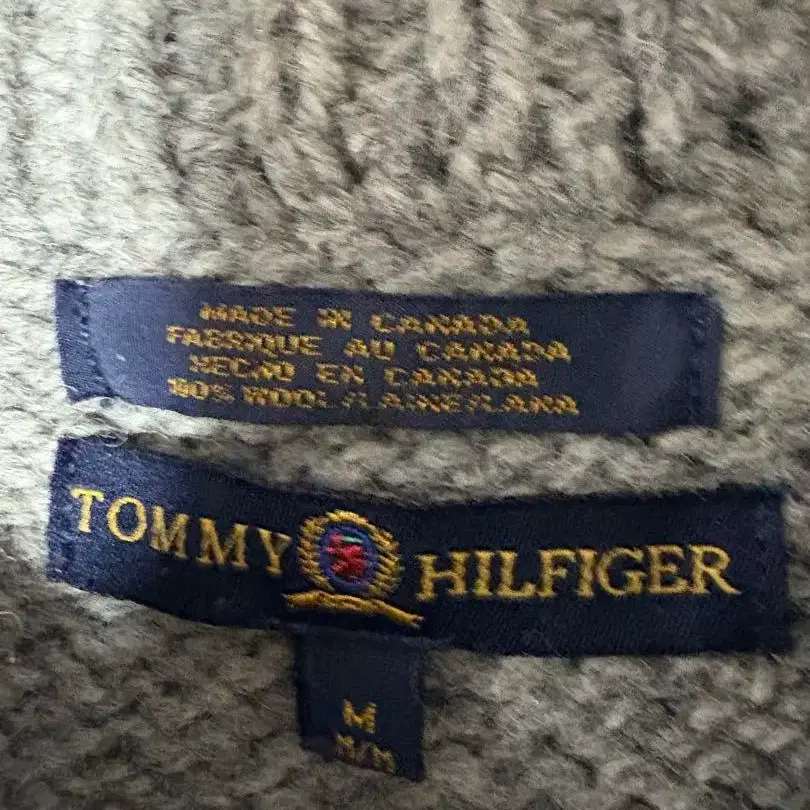 MADE IN CANADA
FABRIQUE AU CANADA
HECHO EN CANADA
100% WOOL/LAINE/LANA
TOMMY HILFIGER
M
M/M